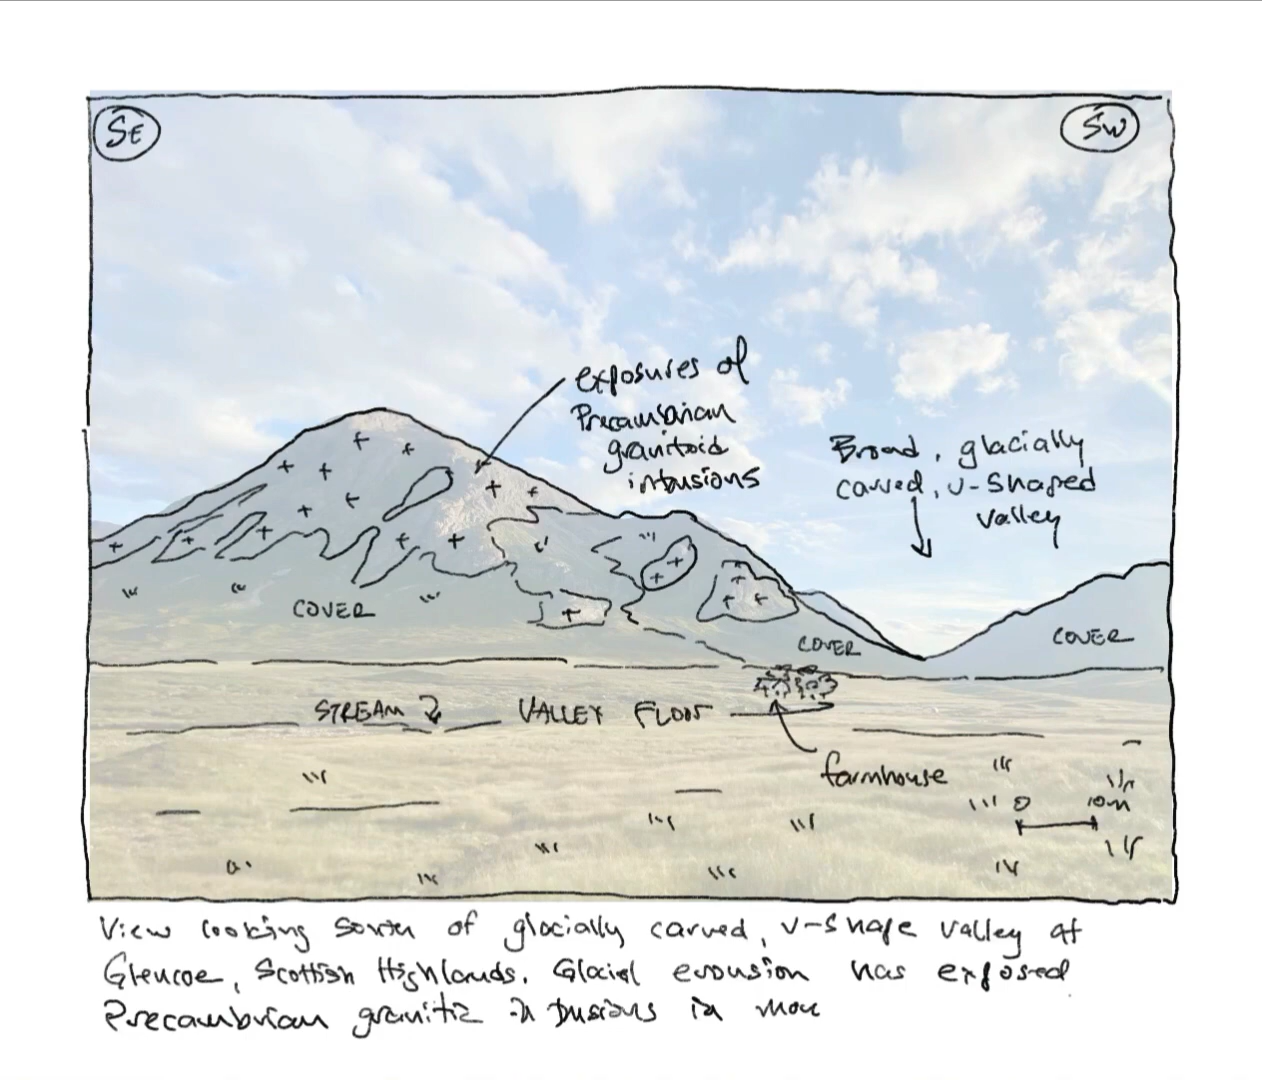 SE
SW
exposures of
Precambrian
granitoid
intrusions
Broad, glacially
carved, U-shaped
valley
COVER
COVER
COVER
STREAM
VALLEY FLOOR
farmhouse
0
10m
View looking south of glacially carved, U-shape valley at
Glencoe, Scottish Highlands. Glacial erousion has exposed
Precambrian granitic intrusions in